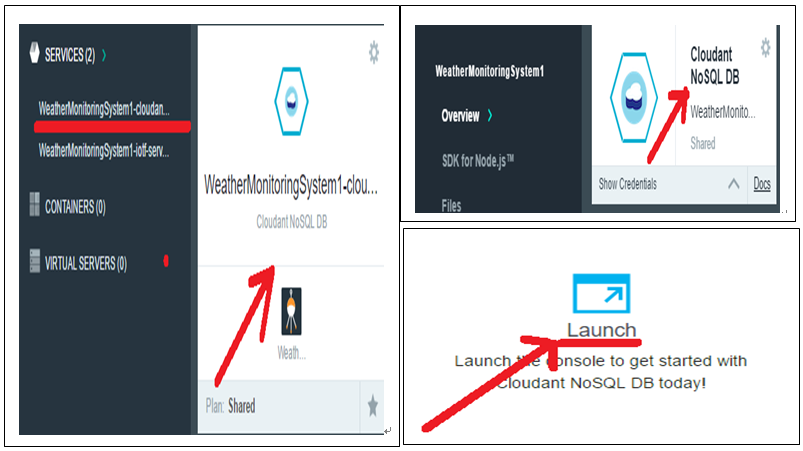 SERVICES (2) >
WeatherMonitoringSystem1-cloudan...
WeatherMonitoringSystem1-iotf-serv...
CONTAINERS (0)
VIRTUAL SERVERS (0)
WeatherMonitoringSystem1-clou...
Cloudant NoSQL DB
Weath...
Plan: Shared
WeatherMonitoringSystem1
Overview >
SDK for Node.js™
Files
Cloudant
NoSQL DB
WeatherMonito...
Shared
Show Credentials
Docs
Launch
Launch the console to get started with
Cloudant NoSQL DB today!